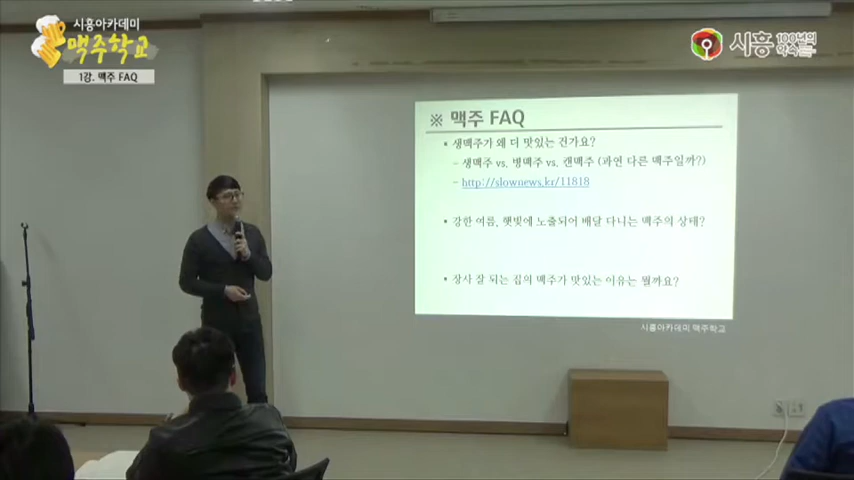 시흥아카데미
맥주학교
1강. 맥주 FAQ
시흥 100년의 약속
※ 맥주 FAQ
• 생맥주가 왜 더 맛있는 건가요?
– 생맥주 vs. 병맥주 vs. 캔맥주 (과연 다른 맥주일까?)
– http://slownews.kr/11818
• 강한 여름, 햇빛에 노출되어 배달 다니는 맥주의 상태?
• 장사 잘 되는 집의 맥주가 맛있는 이유는 뭘까요?
시흥아카데미 맥주학교